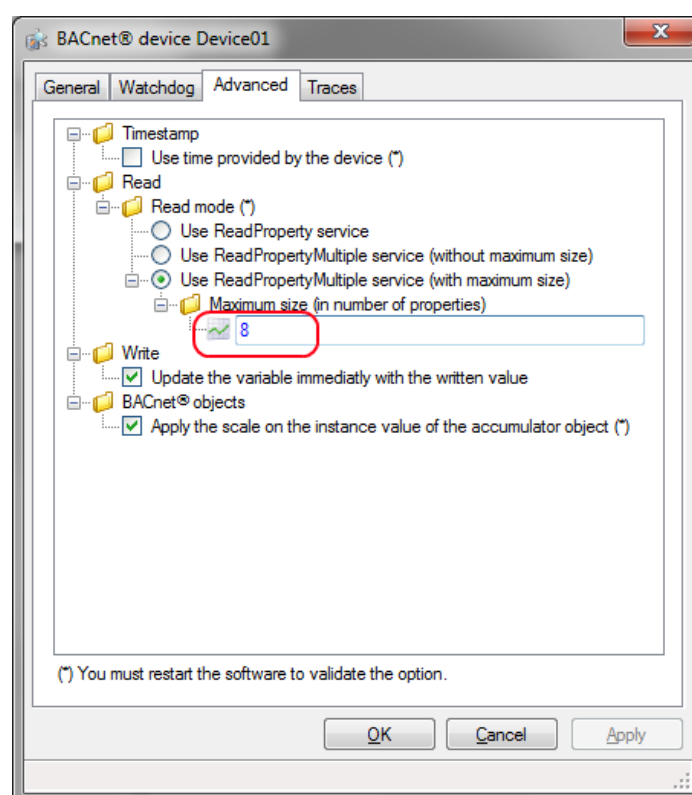 BACnet® device Device01
General Watchdog Advanced Traces
Timestamp
Use time provided by the device (*)
Read
Read mode (*)
Use ReadProperty service
Use ReadPropertyMultiple service (without maximum size)
Use ReadPropertyMultiple service (with maximum size)
Maximum size (in number of properties)
8
Write
Update the variable immediatly with the written value
BACnet® objects
Apply the scale on the instance value of the accumulator object (*)
(*) You must restart the software to validate the option.
OK Cancel Apply